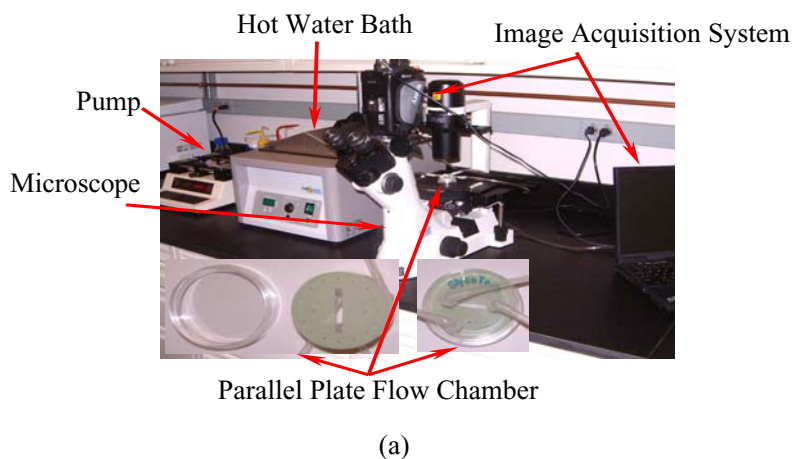 Hot Water Bath
Image Acquisition System
Pump
Microscope
Parallel Plate Flow Chamber
(a)